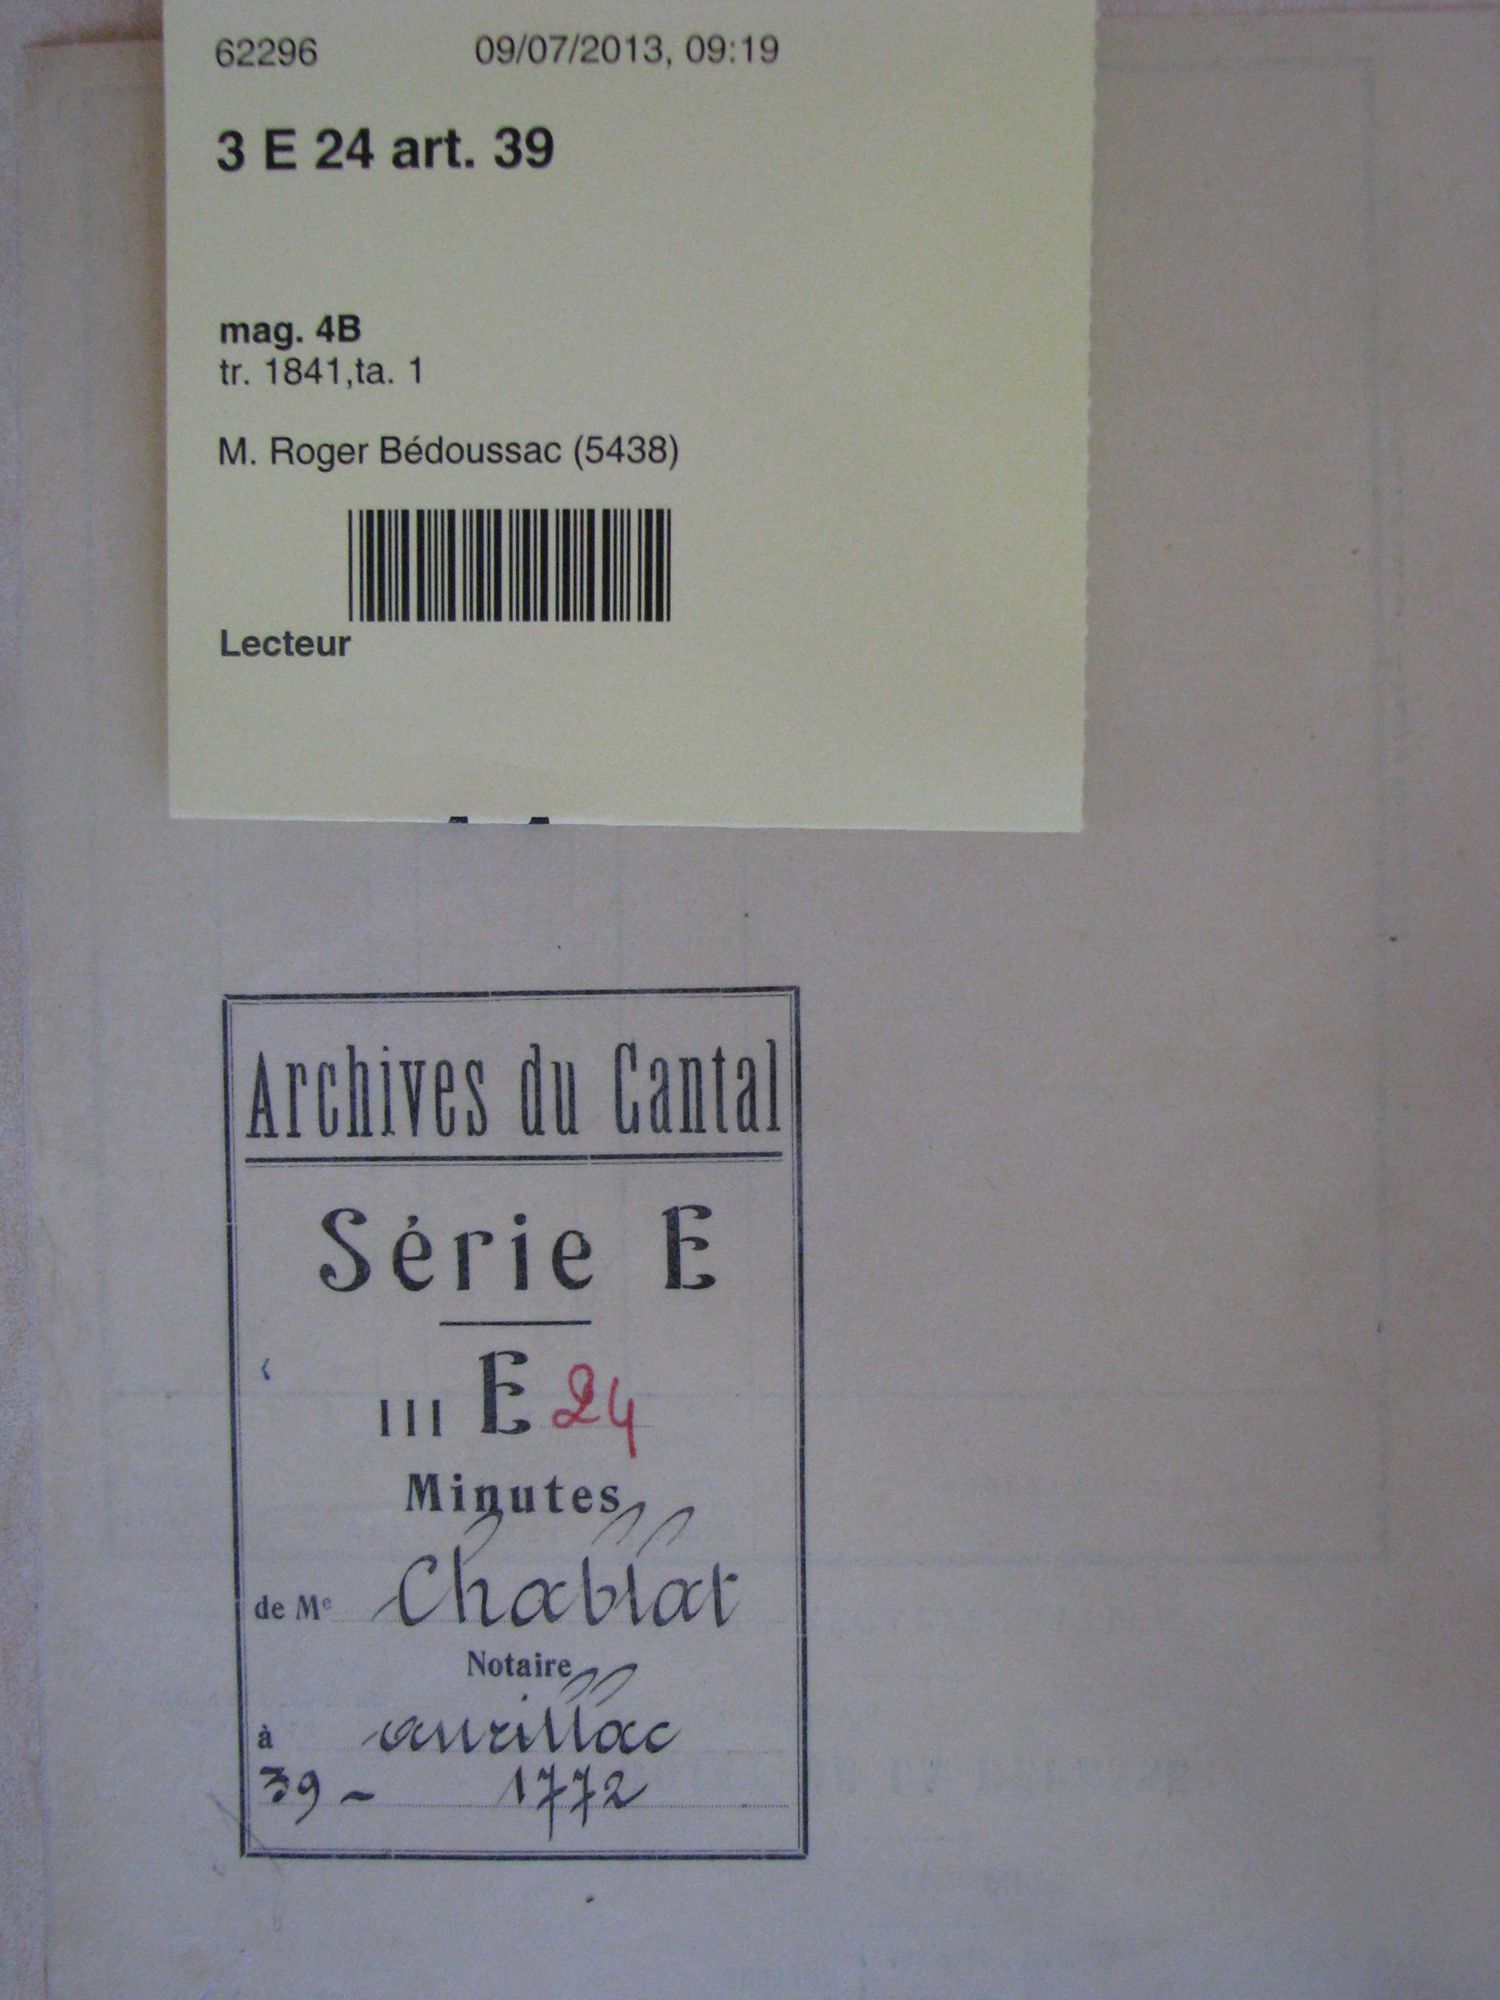 62296 09/07/2013, 09:19
3 E 24 art. 39
mag. 4B
tr. 1841,ta. 1
M. Roger Bédoussac (5438)
Lecteur
Archives du Cantal
Série E
III E 24
Minutes
de Me Chablat
Notaire
à aurillac
39 - 1772